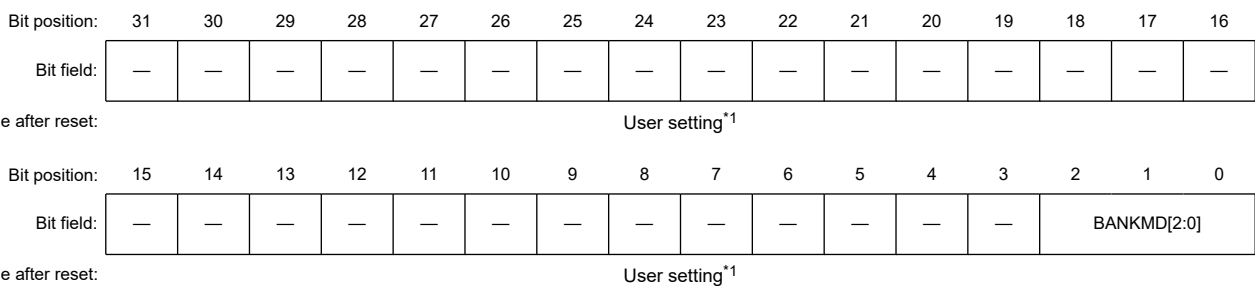 Bit position: 31 30 29 28 27 26 25 24 23 22 21 20 19 18 17 16
Bit field: — — — — — — — — — — — — — — — —
e after reset: User setting*1
Bit position: 15 14 13 12 11 10 9 8 7 6 5 4 3 2 1 0
Bit field: — — — — — — — — — — — — — BANKMD[2:0]
e after reset: User setting*1